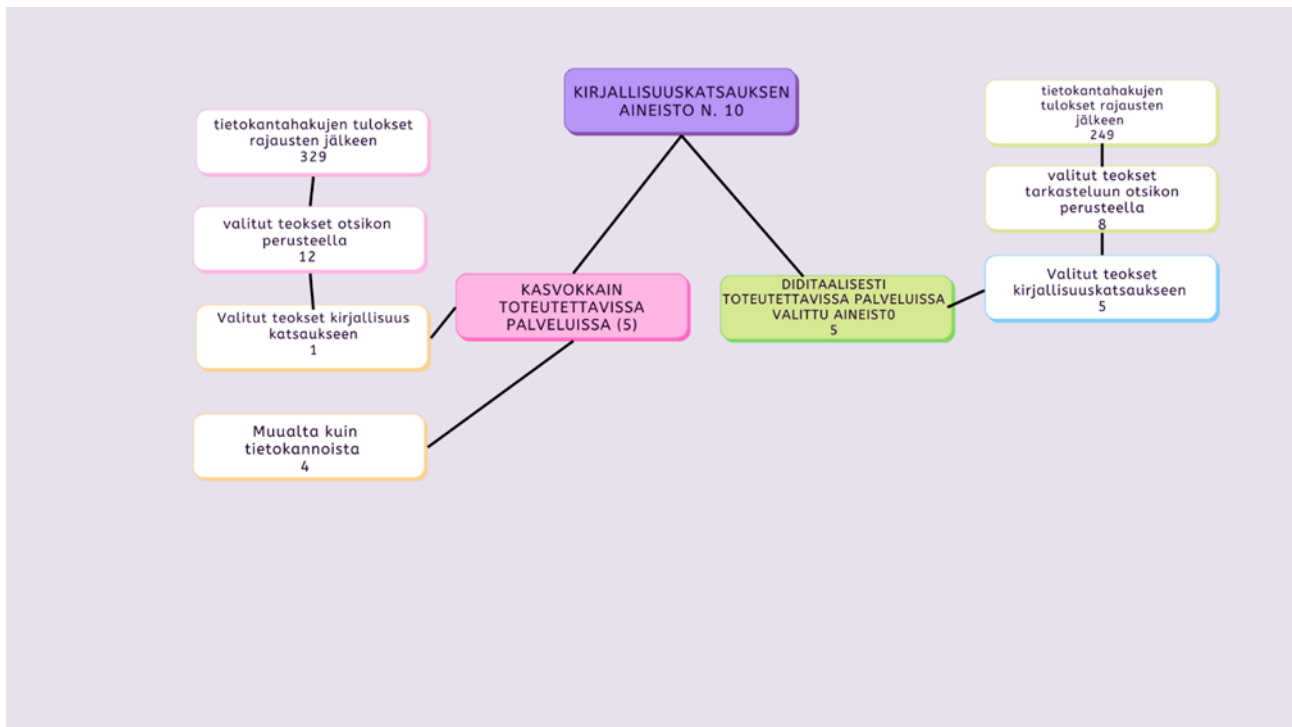 KIRJALLISUUSKATSAUKSEN
AINEISTO N. 10
tietokantahakujen tulokset
rajausten jälkeen
329
valitut teokset otsikon
perusteella
12
Valitut teokset kirjallisuus
katsaukseen
1
Muualta kuin
tietokannoista
4
KASVOKKAIN
TOTEUTETTAVISSA
PALVELUISSA (5)
DIDITAALISESTI
TOTEUTETTAVISSA PALVELUISSA
VALITTU AINEIST0
5
tietokantahakujen
tulokset rajausten
jälkeen
249
valitut teokset
tarkasteluun otsikon
perusteella
8
Valitut teokset
kirjallisuuskatsaukseen
5